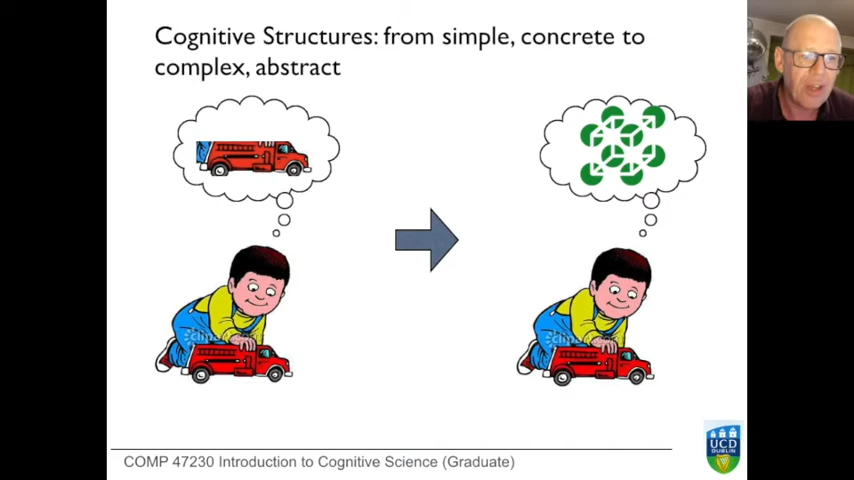 Cognitive Structures: from simple, concrete to
complex, abstract
COMP 47230 Introduction to Cognitive Science (Graduate)
UCD
DUBLIN